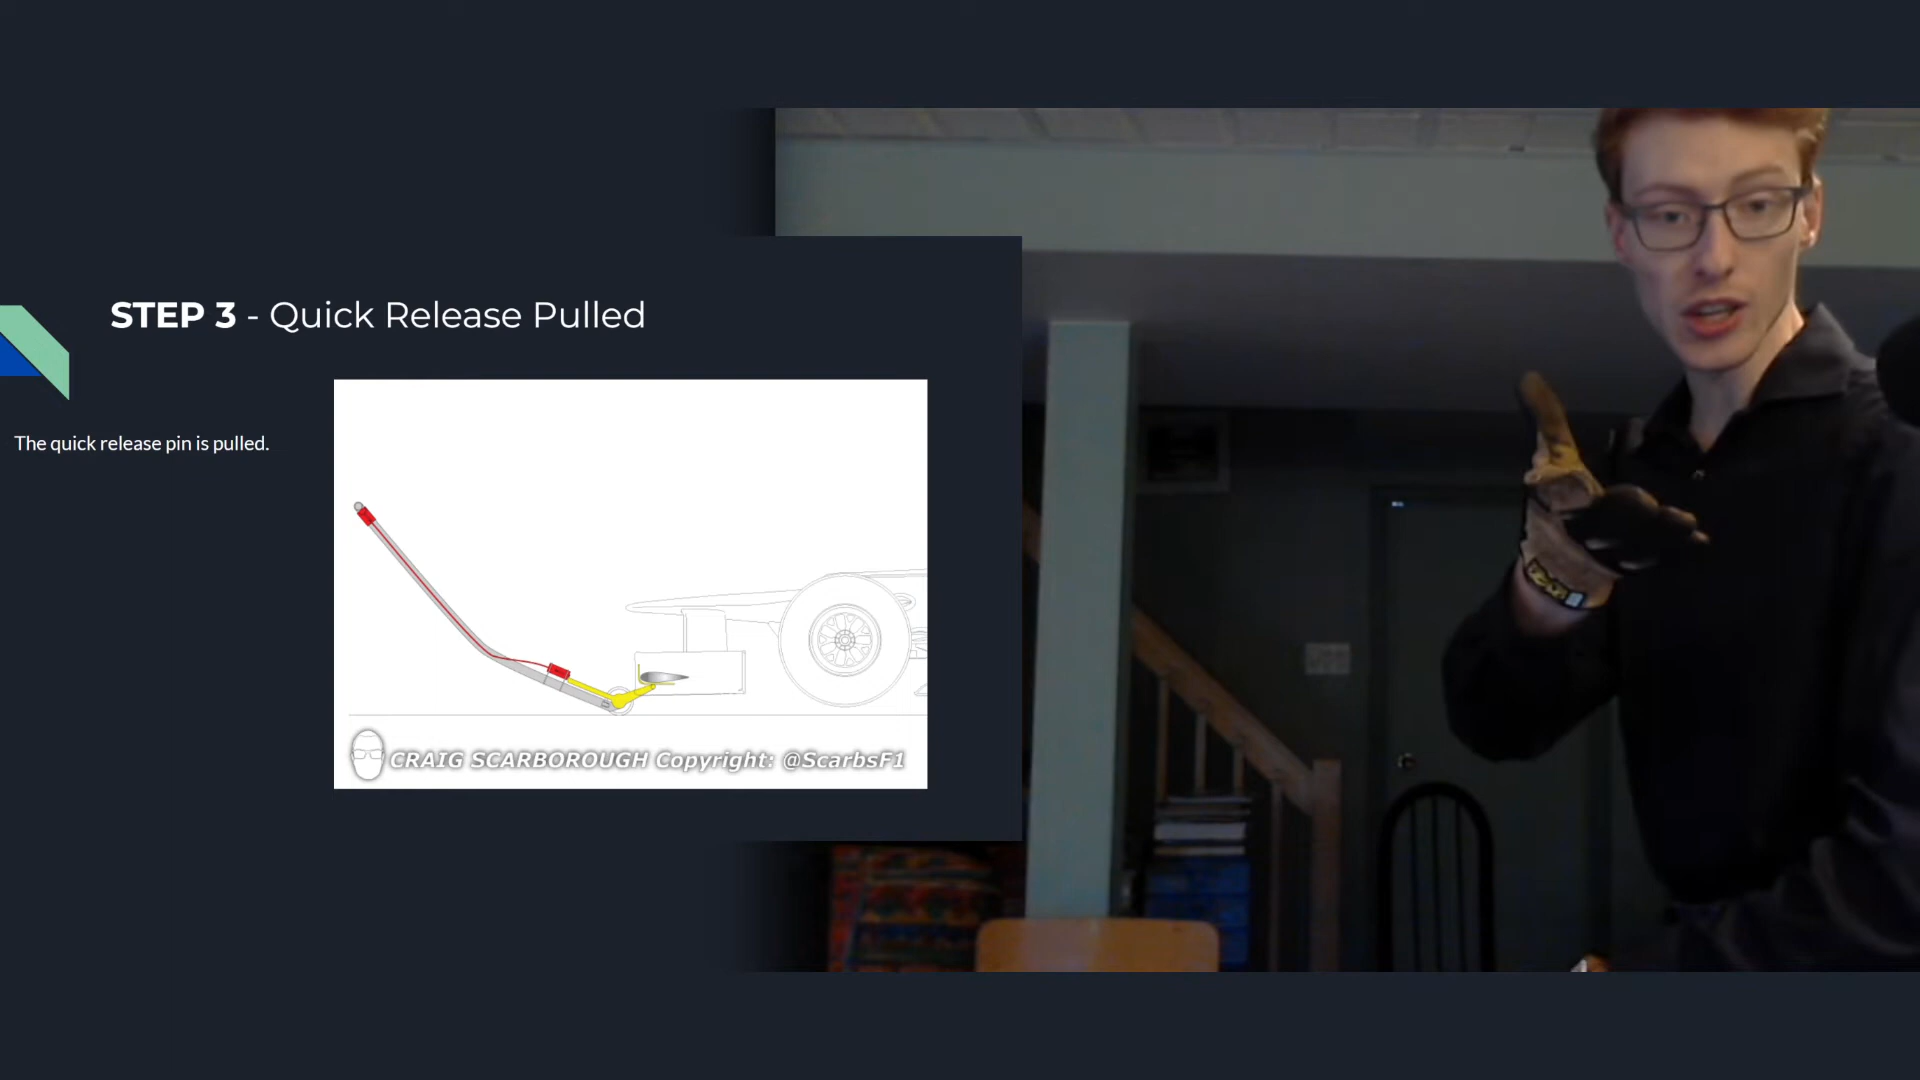 STEP 3 - Quick Release Pulled
The quick release pin is pulled.
CRAIG SCARBOROUGH Copyright: @ScarbsF1